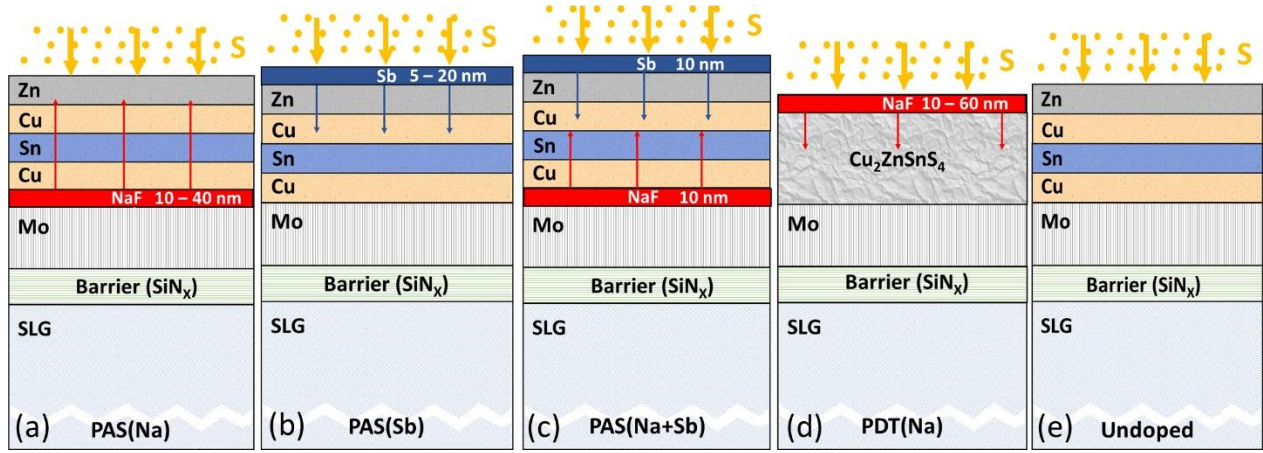 S
Zn
Cu
Sn
Cu
NaF 10 – 40 nm
Mo
Barrier (SiNX)
SLG
(a)
PAS(Na)
Sb 5 – 20 nm
Zn
Cu
Sn
Cu
Mo
Barrier (SiNX)
SLG
(b)
PAS(Sb)
S
Sb 10 nm
Zn
Cu
Sn
Cu
NaF 10 nm
Mo
Barrier (SiNX)
SLG
(c)
PAS(Na+Sb)
NaF 10 – 60 nm
Cu2ZnSnS4
Mo
Barrier (SiNX)
SLG
(d)
PDT(Na)
S
Zn
Cu
Sn
Cu
Mo
Barrier (SiNX)
SLG
(e)
Undoped